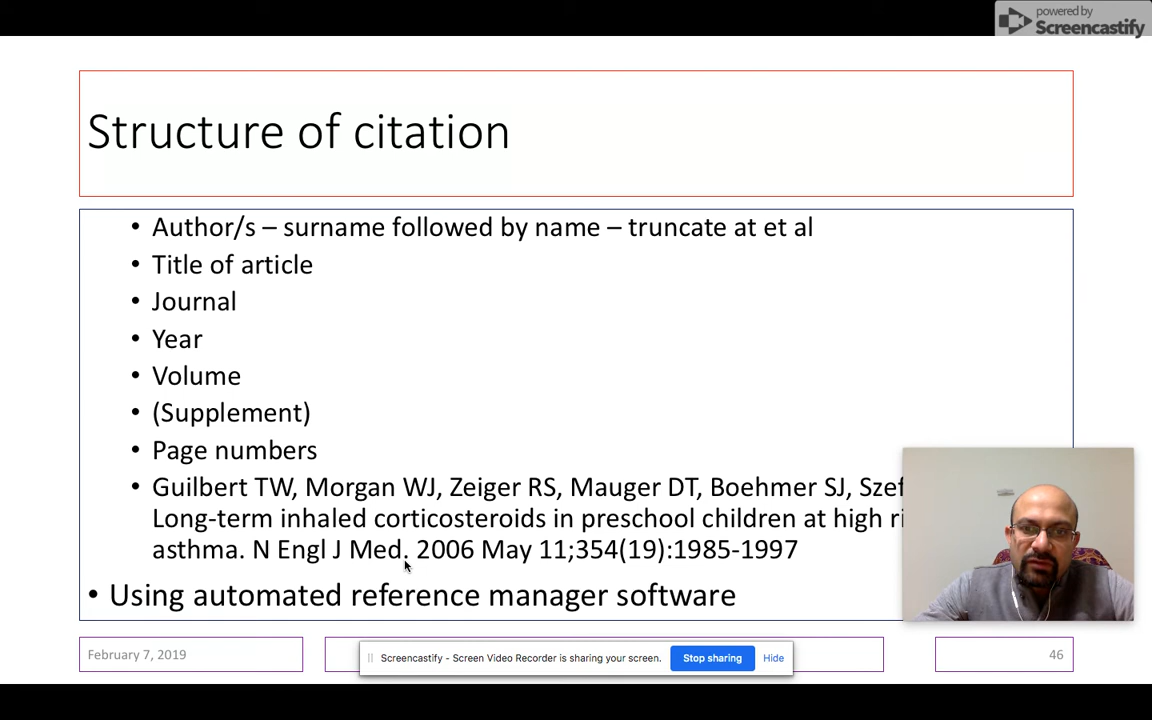 powered by
Screencastify
Structure of citation
• Author/s – surname followed by name – truncate at et al
• Title of article
• Journal
• Year
• Volume
• (Supplement)
• Page numbers
• Guilbert TW, Morgan WJ, Zeiger RS, Mauger DT, Boehmer SJ,
Long-term inhaled corticosteroids in preschool children at high
asthma. N Engl J Med. 2006 May 11;354(19):1985-1997
• Using automated reference manager software
February 7, 2019
Screencastify - Screen Video Recorder is sharing your screen.
Stop sharing
Hide
46